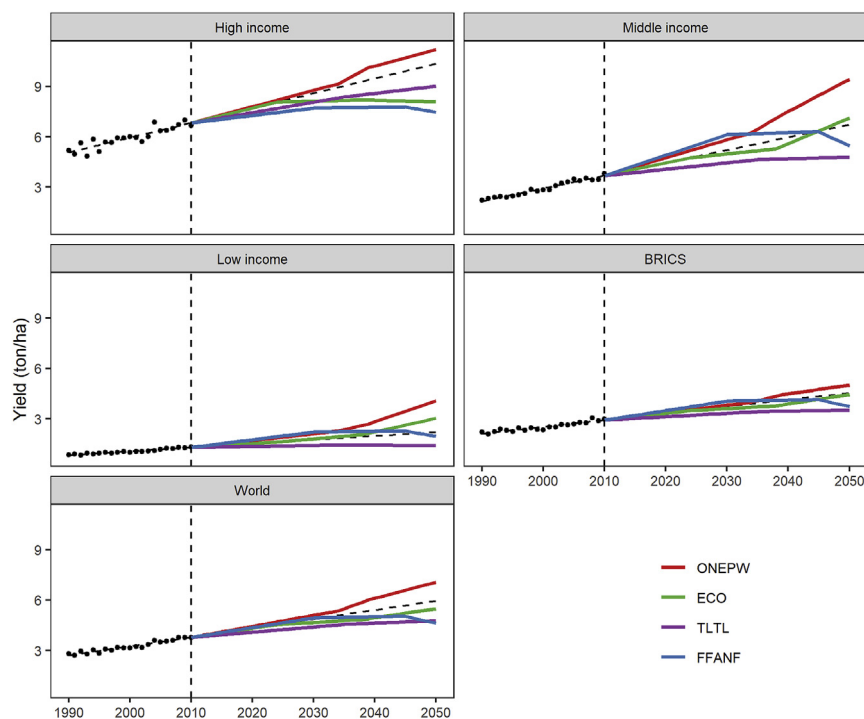 High income
Middle income
9
6
3
Low income
BRICS
9
6
3
1990 2000 2010 2020 2030 2040 2050
World
9
6
3
1990 2000 2010 2020 2030 2040 2050
Yield (ton/ha)
ONEPW
ECO
TLTL
FFANF